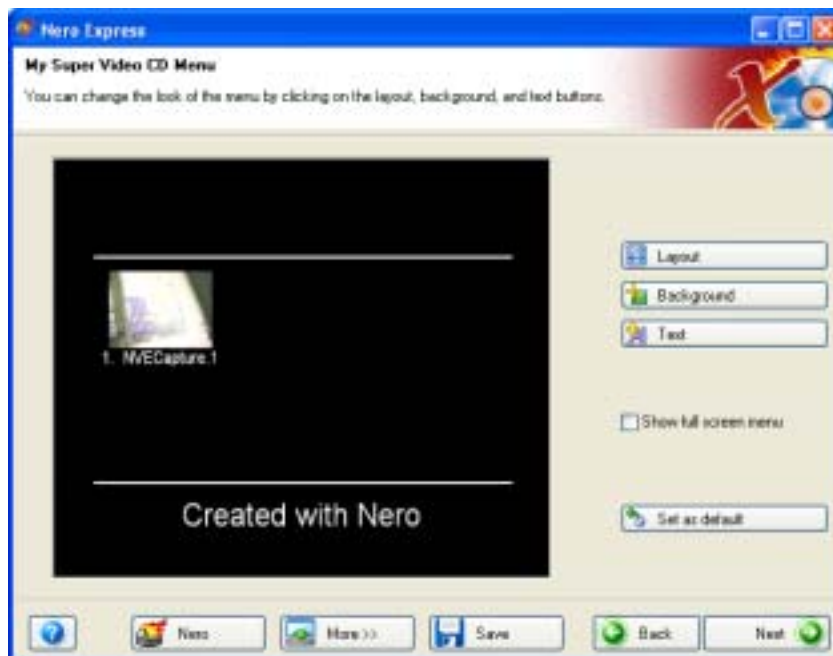 Nero Express
My Super Video CD Menu
You can change the look of the menu by clicking on the layout, background, and text buttons.
Layout
Background
1. NVECapture.1
Text
Show full screen menu
Created with Nero
Set as default
Nero
More >>
Save
Back
Next